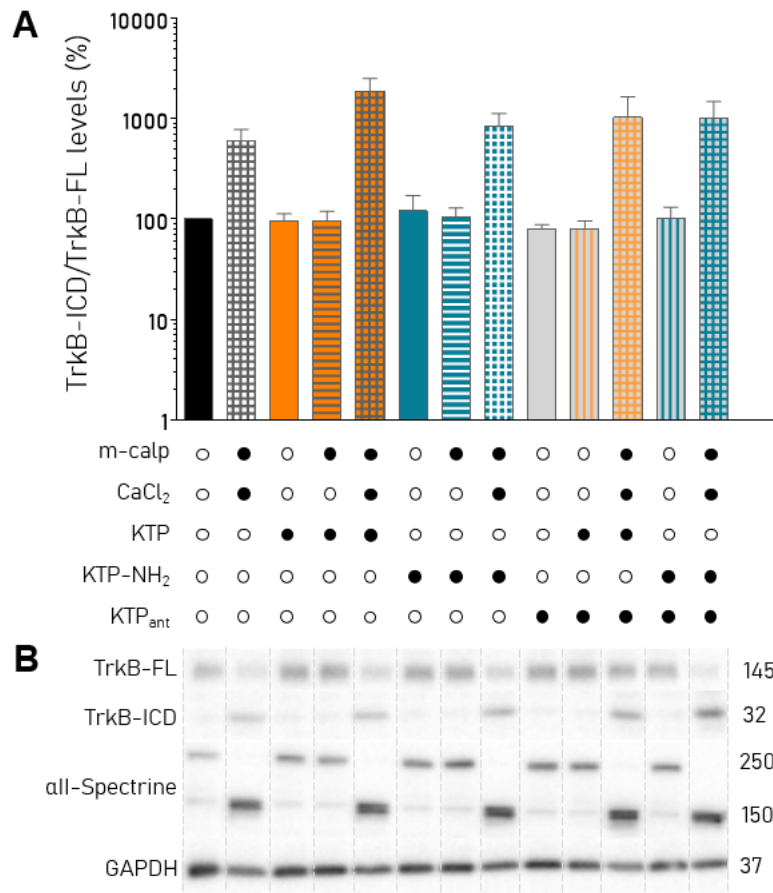 A
TrkB-ICD/TrkB-FL levels (%)
10000
1000
100
10
1
m-calp
CaCl₂
KTP
KTP-NH₂
KTPₐₙₜ
B
TrkB-FL 145
TrkB-ICD 32
250
αII-Spectrine
150
GAPDH 37